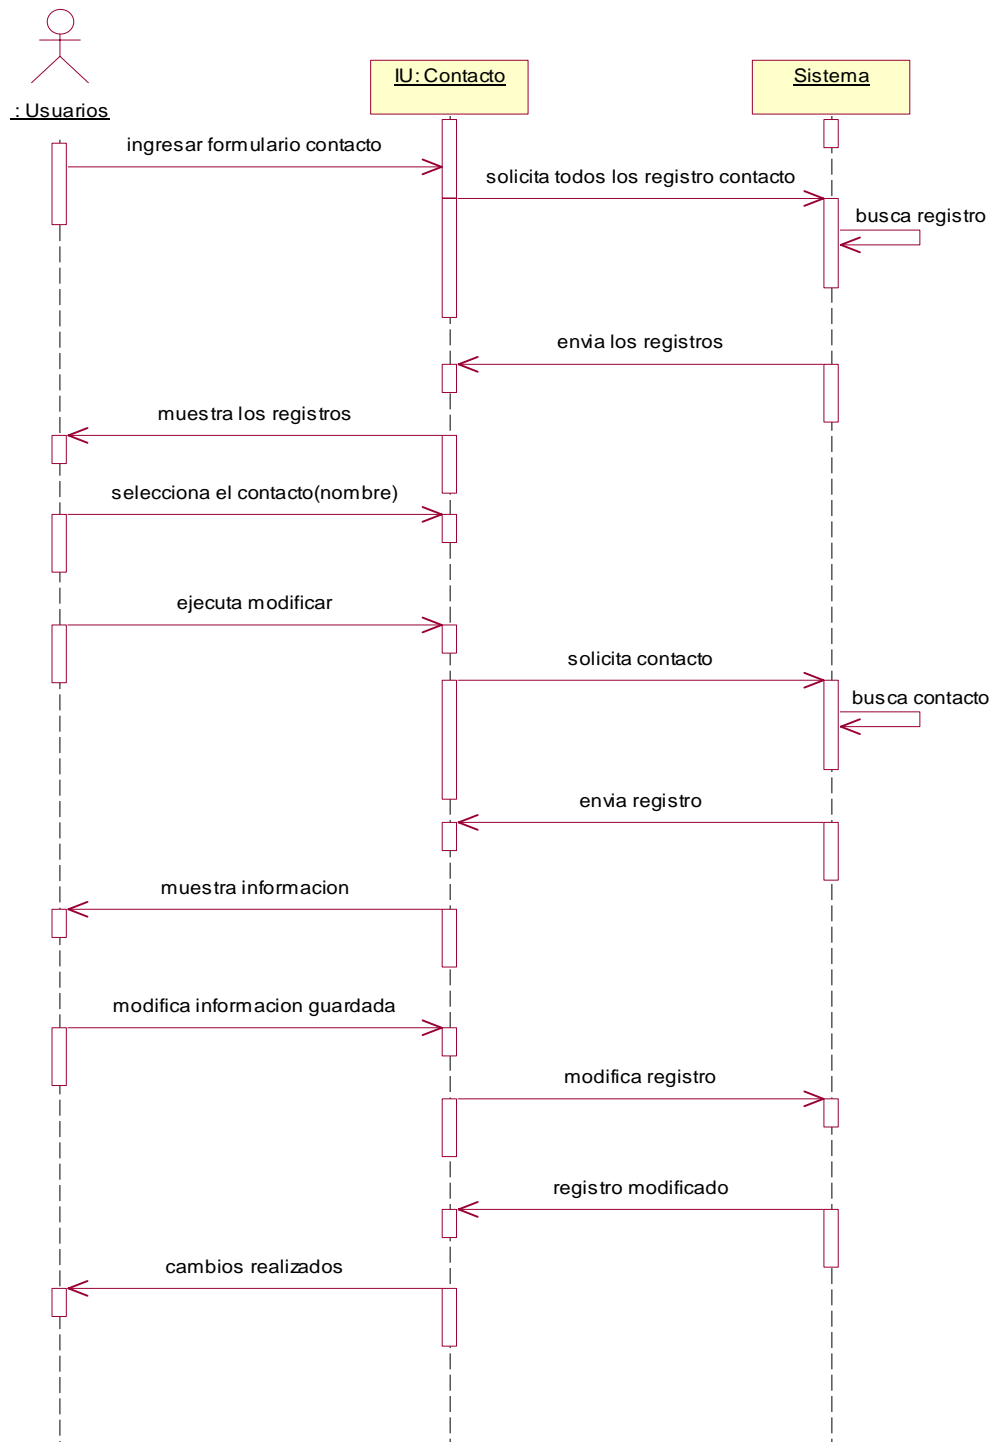 : Usuarios
IU: Contacto
Sistema
ingresar formulario contacto
solicita todos los registro contacto
busca registro
envia los registros
muestra los registros
selecciona el contacto(nombre)
ejecuta modificar
solicita contacto
busca contacto
envia registro
muestra informacion
modifica informacion guardada
modifica registro
registro modificado
cambios realizados